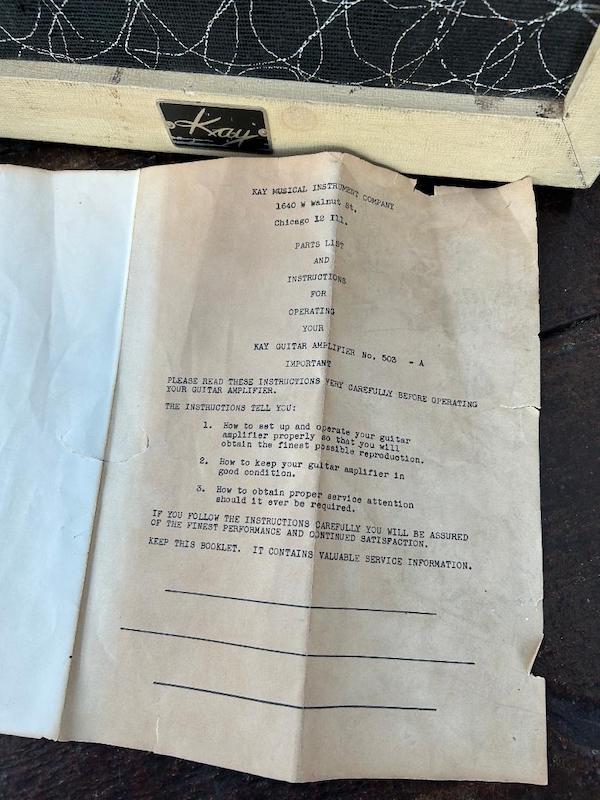 Kay
KAY MUSICAL INSTRUMENT COMPANY
1640 W Walnut St.
Chicago 12 Ill.
PARTS LIST
AND
INSTRUCTIONS
FOR
OPERATING
YOUR
KAY GUITAR AMPLIFIER No. 503 - A
IMPORTANT
PLEASE READ THESE INSTRUCTIONS VERY CAREFULLY BEFORE OPERATING
YOUR GUITAR AMPLIFIER.
THE INSTRUCTIONS TELL YOU:
1. How to set up and operate your guitar
amplifier properly so that you will
obtain the finest possible reproduction.
2. How to keep your guitar amplifier in
good condition.
3. How to obtain proper service attention
should it ever be required.
IF YOU FOLLOW THE INSTRUCTIONS CAREFULLY YOU WILL BE ASSURED
OF THE FINEST PERFORMANCE AND CONTINUED SATISFACTION.
KEEP THIS BOOKLET. IT CONTAINS VALUABLE SERVICE INFORMATION.